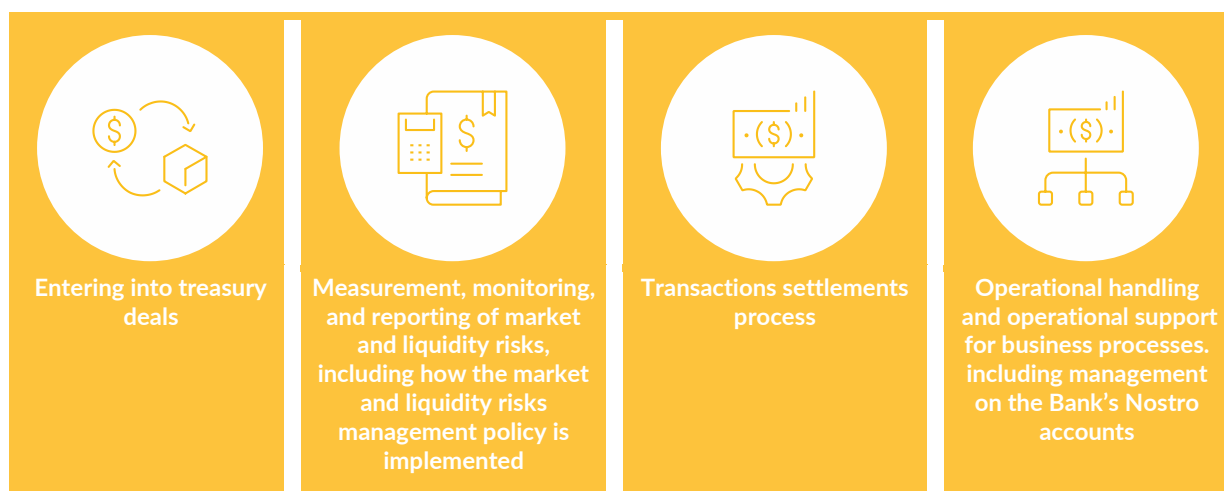 $
$
($)
($)
Entering into treasury
deals
Measurement, monitoring,
and reporting of market
and liquidity risks,
including how the market
and liquidity risks
management policy is
implemented
Transactions settlements
process
Operational handling
and operational support
for business processes.
including management
on the Bank’s Nostro
accounts